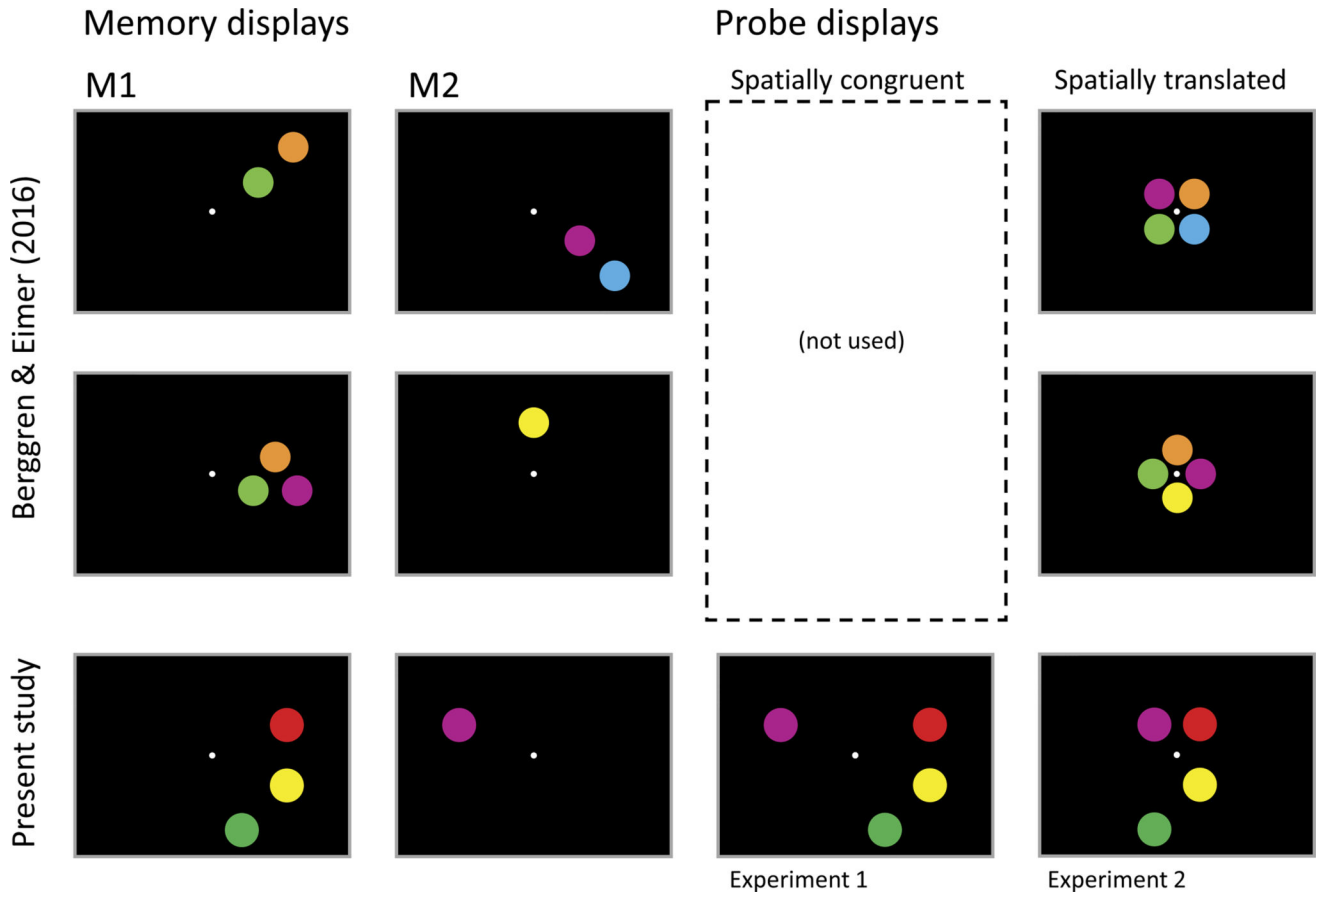 Memory displays
Probe displays
M1
M2
Spatially congruent
Spatially translated
Berggren & Eimer (2016)
(not used)
Present study
Experiment 1
Experiment 2